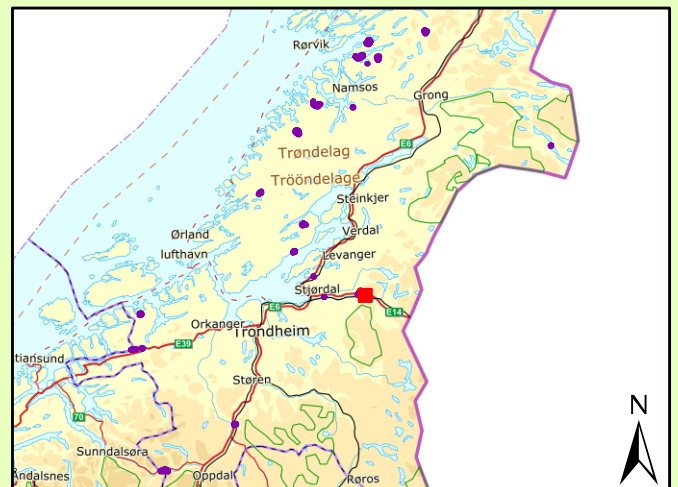 Rørvik
Namsos
Grong
E6
Trøndelag
Trööndelage
Steinkjer
Verdal
Ørland
lufthavn
Levanger
Stjørdal
E6
E14
Orkanger
Trondheim
E39
tiansund
Støren
70
Sunndalsøra
Åndalsnes
Oppdal
Røros
N